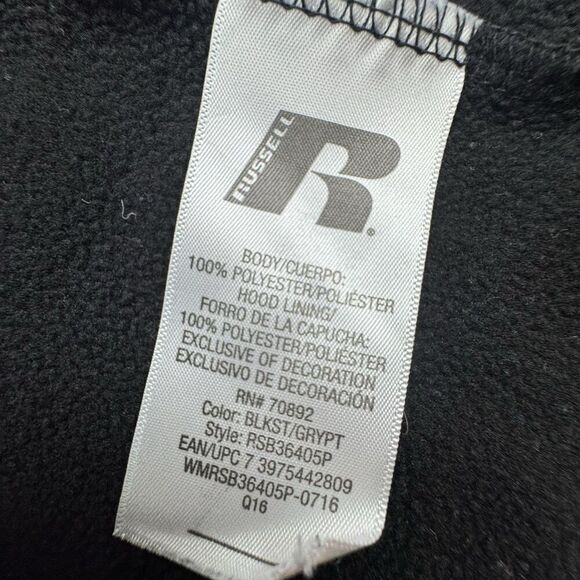 RUSSELL
R®
BODY/CUERPO:
100% POLYESTER/POLIÉSTER
HOOD LINING/
FORRO DE LA CAPUCHA:
100% POLYESTER/POLIÉSTER
EXCLUSIVE OF DECORATION
EXCLUSIVO DE DECORACIÓN
RN# 70892
Color: BLKST/GRYPT
Style: RSB36405P
EAN/UPC 7 3975442809
WMRSB36405P-0716
Q16